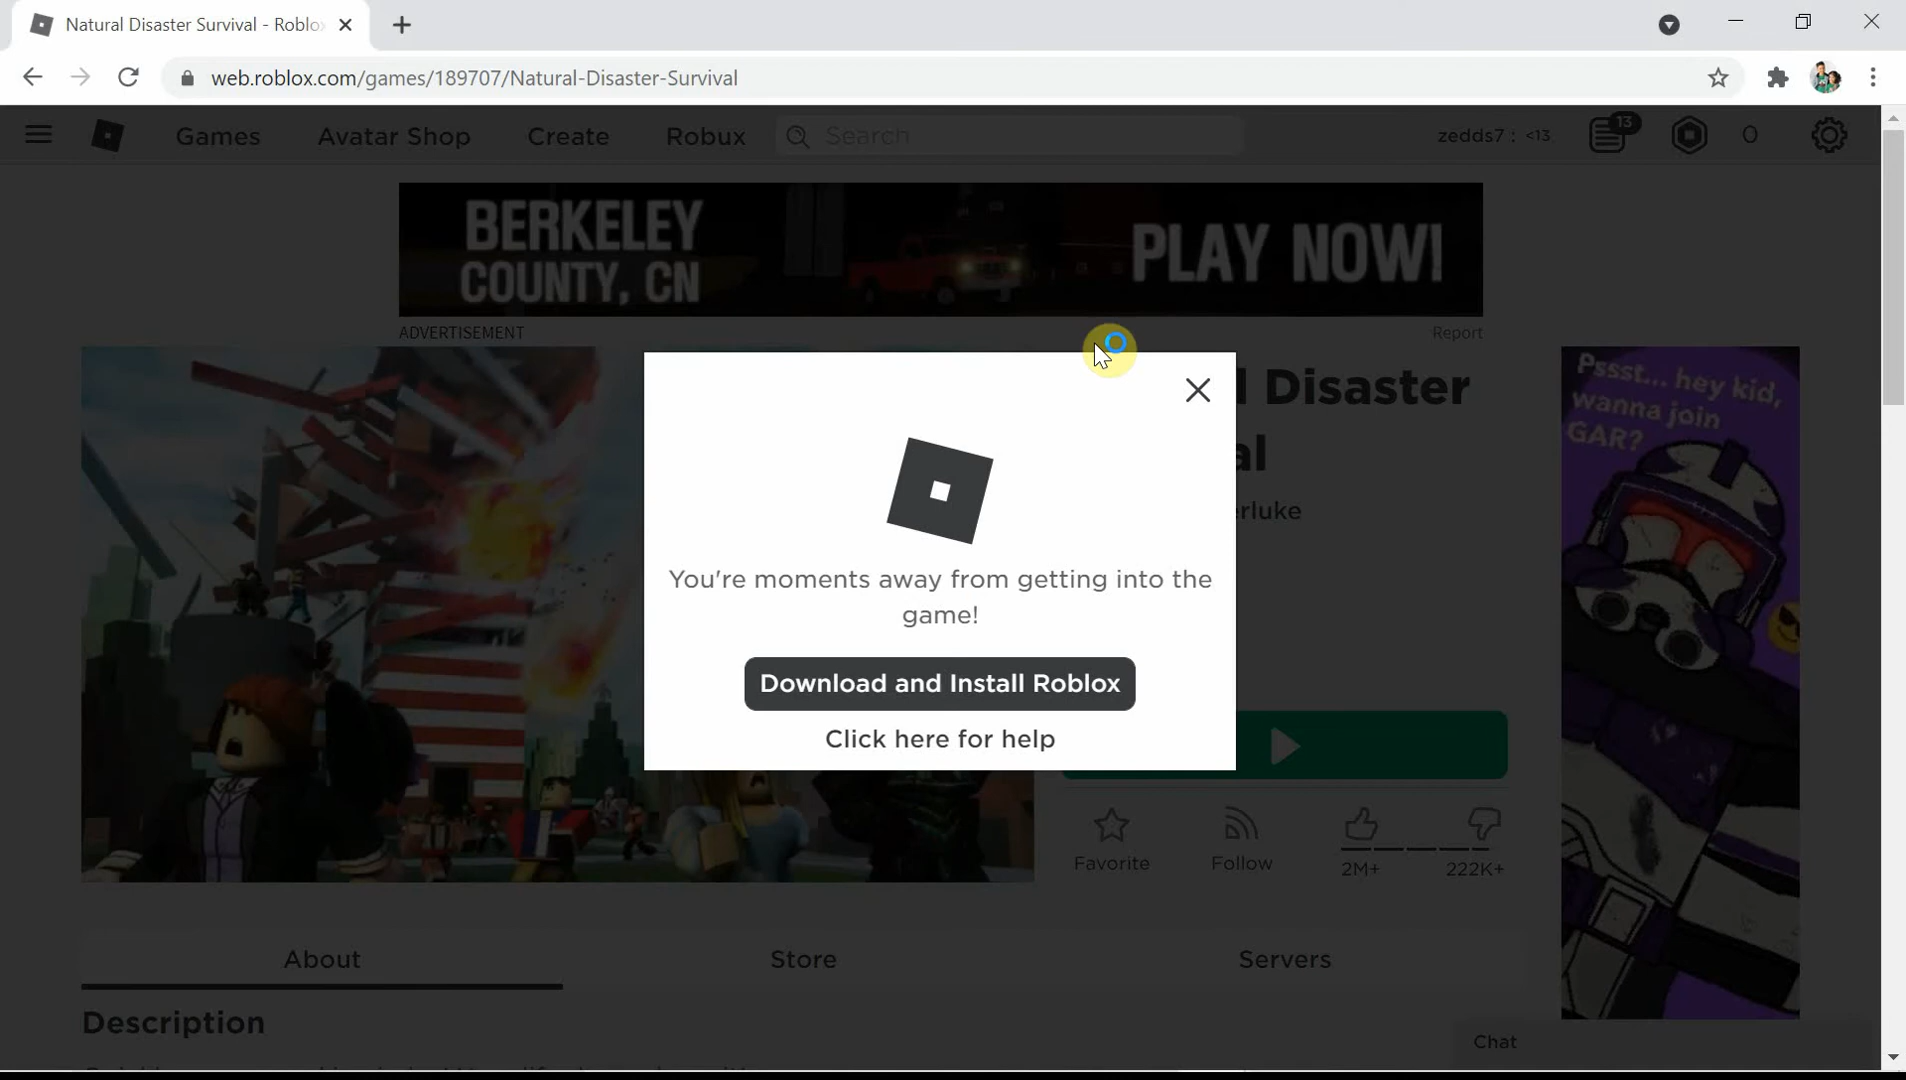 Natural Disaster Survival - Roblox
web.roblox.com/games/189707/Natural-Disaster-Survival
Games Avatar Shop Create Robux Search zedds7 : <13 13 0
BERKELEY
COUNTY, CN
PLAY NOW!
ADVERTISEMENT Report
Disaster
al
erluke
You're moments away from getting into the
game!
Download and Install Roblox
Click here for help
Pssst... hey kid,
wanna join
GAR?
Favorite Follow 2M+ 222K+
About Store Servers
Description
Chat